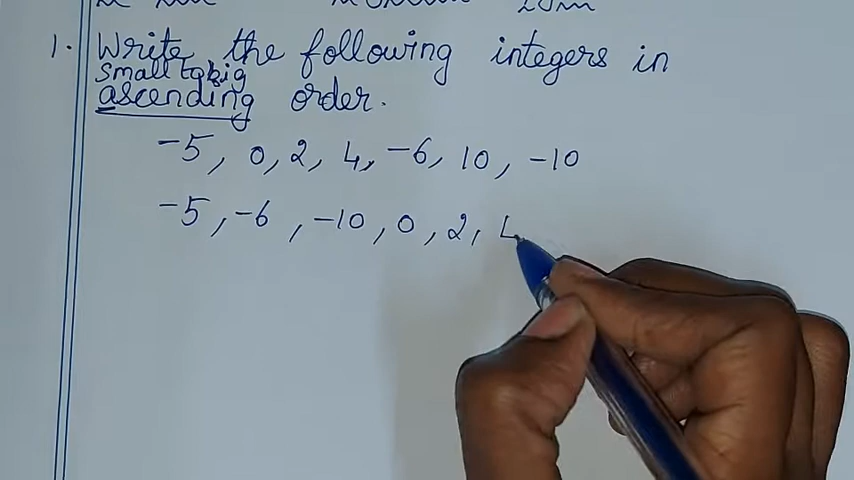 1. Write the following integers in
small to big
ascending order.
-5, 0, 2, 4, -6, 10, -10
-5, -6, -10, 0, 2, 4